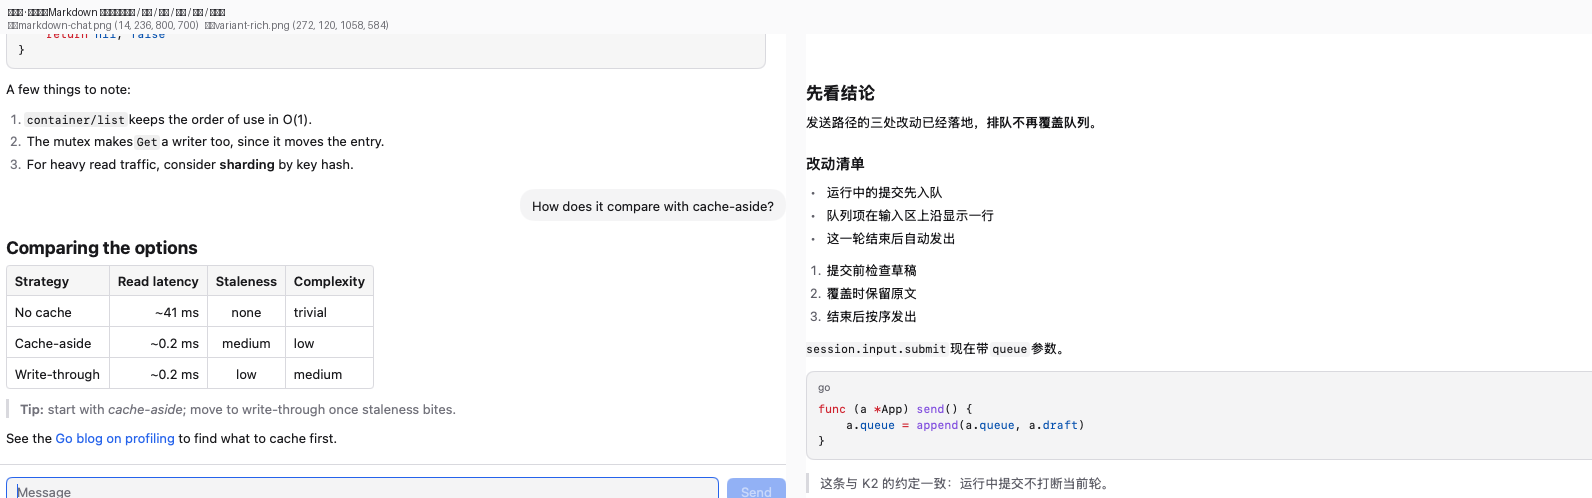 Markdown
markdown-chat.png (14, 236, 800, 700)
variant-rich.png (272, 120, 1058, 584)
return nil, false
}
A few things to note:
1. container/list keeps the order of use in O(1).
2. The mutex makes Get a writer too, since it moves the entry.
3. For heavy read traffic, consider sharding by key hash.
How does it compare with cache-aside?
Comparing the options
Strategy Read latency Staleness Complexity
No cache ~41 ms none trivial
Cache-aside ~0.2 ms medium low
Write-through ~0.2 ms low medium
Tip: start with cache-aside; move to write-through once staleness bites.
See the Go blog on profiling to find what to cache first.
Message
Send
先看结论
发送路径的三处改动已经落地，排队不再覆盖队列。
改动清单
• 运行中的提交先入队
• 队列项在输入区上沿显示一行
• 这一轮结束后自动发出
1. 提交前检查草稿
2. 覆盖时保留原文
3. 结束后按序发出
session.input.submit 现在带 queue 参数。
go
func (a *App) send() {
a.queue = append(a.queue, a.draft)
}
这条与 K2 的约定一致：运行中提交不打断当前轮。